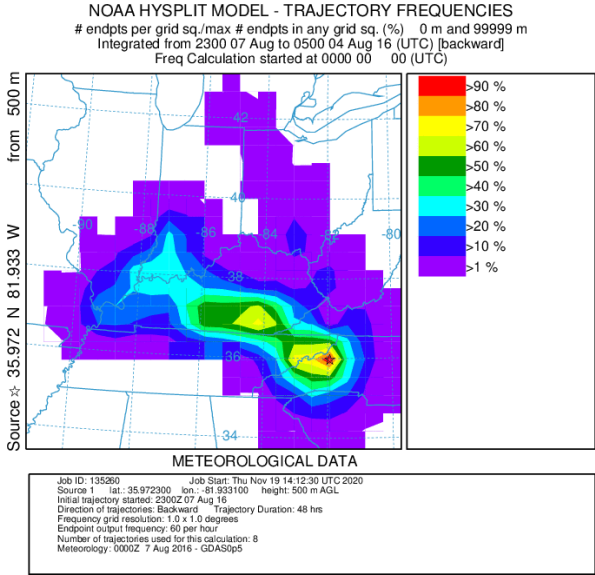 NOAA HYSPLIT MODEL - TRAJECTORY FREQUENCIES
# endpts per grid sq./max # endpts in any grid sq. (%) 0 m and 99999 m
Integrated from 2300 07 Aug to 0500 04 Aug 16 (UTC) [backward]
Freq Calculation started at 0000 00 00 (UTC)
Source ☆ 35.972 N 81.933 W from 500 m
42
40
-90
-88
-86
-84
-82
-80
38
36
34
>90 %
>80 %
>70 %
>60 %
>50 %
>40 %
>30 %
>20 %
>10 %
>1 %
METEOROLOGICAL DATA
Job ID: 135260 Job Start: Thu Nov 19 14:12:30 UTC 2020
Source 1 lat.: 35.972300 lon.: -81.933100 height: 500 m AGL
Initial trajectory started: 2300Z 07 Aug 16
Direction of trajectories: Backward Trajectory Duration: 48 hrs
Frequency grid resolution: 1.0 x 1.0 degrees
Endpoint output frequency: 60 per hour
Number of trajectories used for this calculation: 8
Meteorology: 0000Z 7 Aug 2016 - GDAS0p5